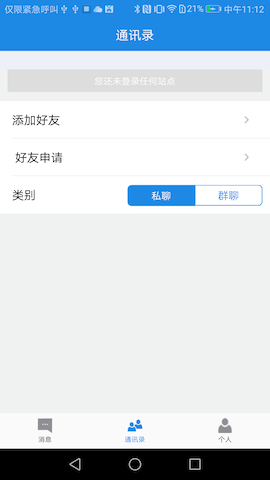 仅限紧急呼叫 21% 中午11:12
通讯录
您还未登录任何站点
添加好友
好友申请
类别 私聊 群聊
消息 通讯录 个人